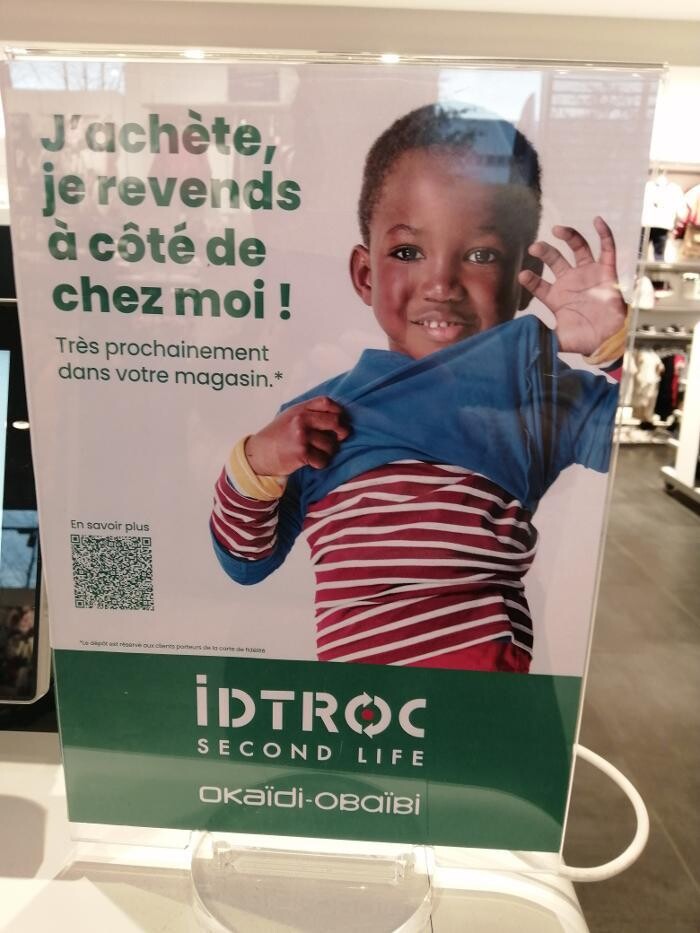 J'achète,
je revends
à côté de
chez moi !
Très prochainement
dans votre magasin.*
En savoir plus
*Le dépôt est réservé aux clients porteurs de la carte de fidélité
iDTROC
SECOND LIFE
OKaïDi-OBaïBi